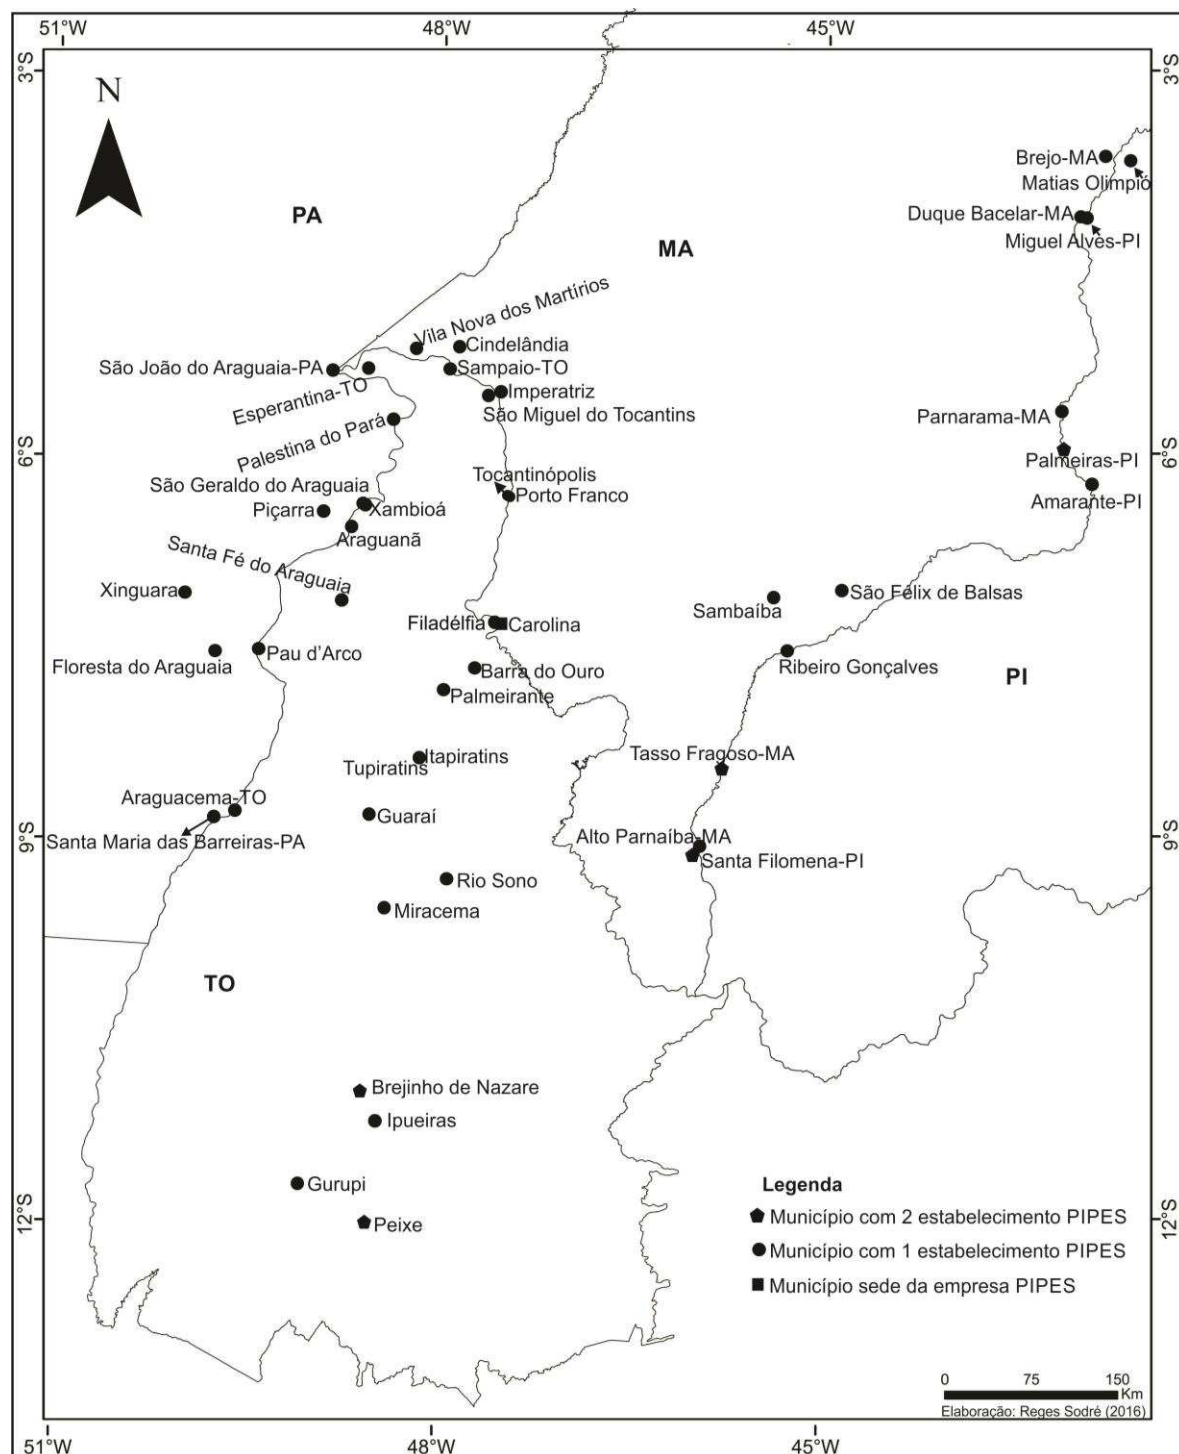 51°W 48°W 45°W
3°S 3°S
N
Brejo-MA
Matias Olimpió
PA
Duque Bacelar-MA
Miguel Alves-PI
MA
Vila Nova dos Martírios
Cindelândia
São João do Araguaia-PA
Sampaio-TO
Esperantina-TO
Imperatriz
São Miguel do Tocantins
Parnarama-MA
Palestina do Pará
6°S 6°S
Palmeiras-PI
Tocantinópolis
São Geraldo do Araguaia
Porto Franco
Amarante-PI
Piçarra
Xambioá
Araguanã
Santa Fé do Araguaia
Xinguara
São Félix de Balsas
Sambaíba
Filadélfia
Carolina
Pau d’Arco
Floresta do Araguaia
Barra do Ouro
Ribeiro Gonçalves
PI
Palmeirante
Itapiratins
Tupiratins
Tasso Fragoso-MA
Araguacema-TO
Guaraí
Santa Maria das Barreiras-PA
Alto Parnaíba-MA
9°S 9°S
Santa Filomena-PI
Rio Sono
Miracema
TO
Brejinho de Nazare
Ipueiras
Gurupi
Legenda
12°S 12°S
Peixe
Município com 2 estabelecimento PIPES
Município com 1 estabelecimento PIPES
Município sede da empresa PIPES
0 75 150
Km
Elaboração: Reges Sodré (2016)
51°W 48°W 45°W